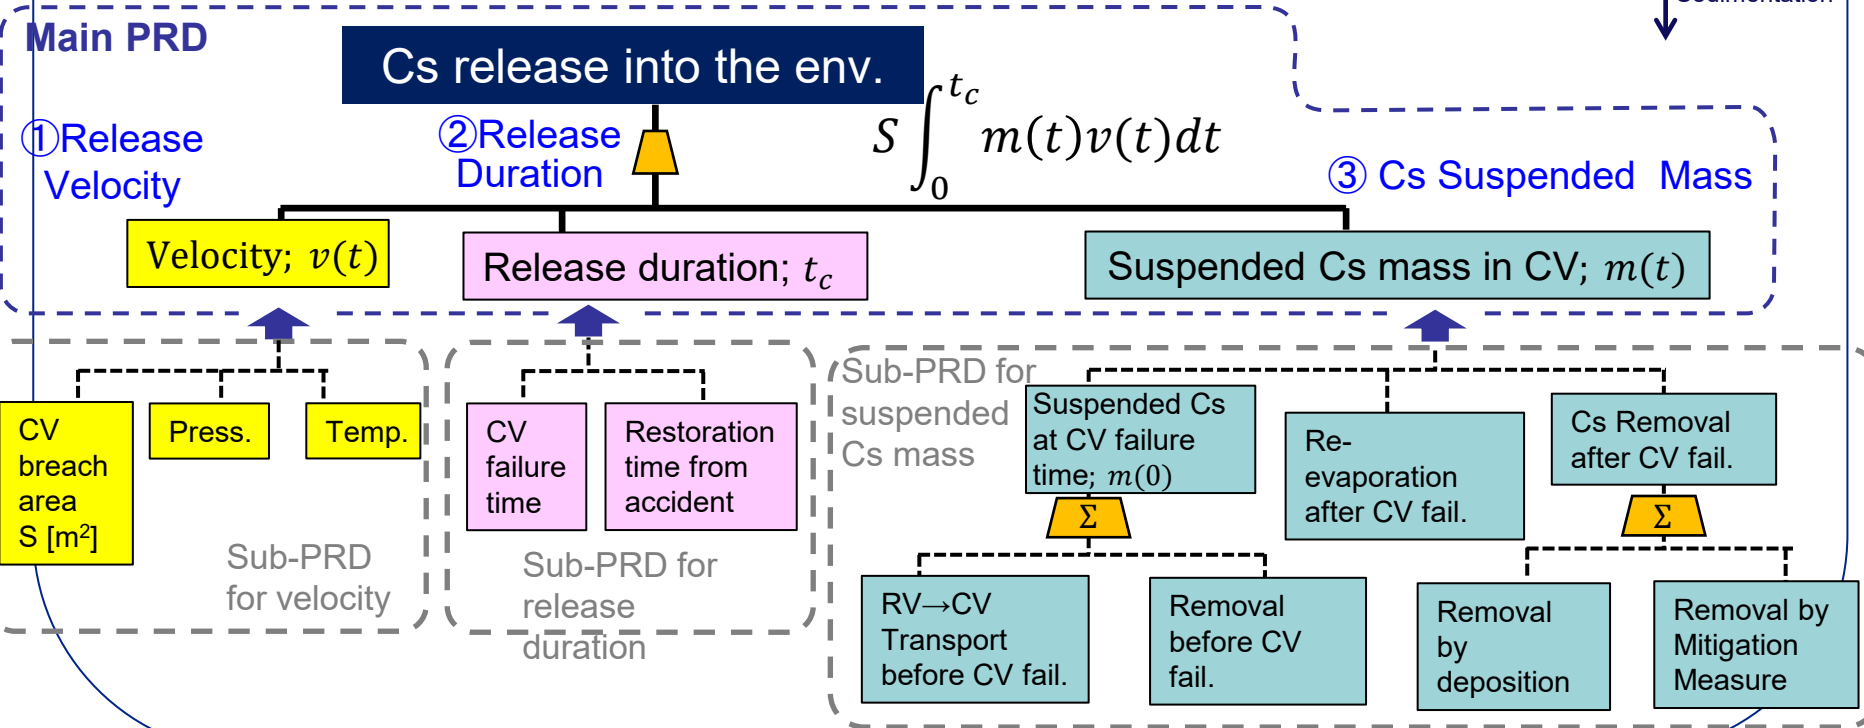 Main PRD
Cs release into the env.
①Release
Velocity
②Release
Duration
S∫₀^{t_c} m(t)v(t)dt
③ Cs Suspended Mass
Velocity; v(t)
Release duration; t_c
Suspended Cs mass in CV; m(t)
CV
breach
area
S [m²]
Press.
Temp.
Sub-PRD
for velocity
CV
failure
time
Restoration
time from
accident
Sub-PRD for
release
duration
Sub-PRD for
suspended
Cs mass
Suspended Cs
at CV failure
time; m(0)
Re-
evaporation
after CV fail.
Cs Removal
after CV fail.
Σ
Σ
RV→CV
Transport
before CV fail.
Removal
before CV
fail.
Removal
by
deposition
Removal by
Mitigation
Measure